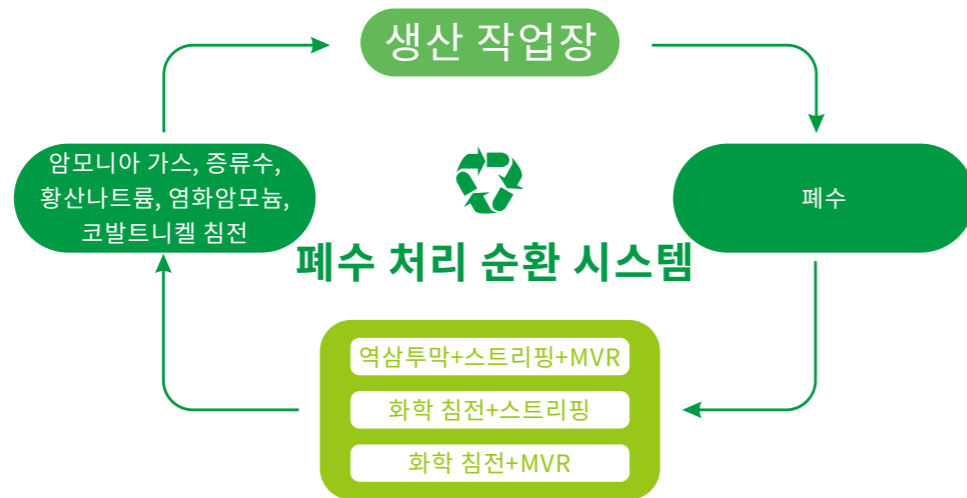 생산 작업장
암모니아 가스, 증류수,
황산나트륨, 염화암모늄,
코발트니켈 침전
폐수
폐수 처리 순환 시스템
역삼투막+스트리핑+MVR
화학 침전+스트리핑
화학 침전+MVR